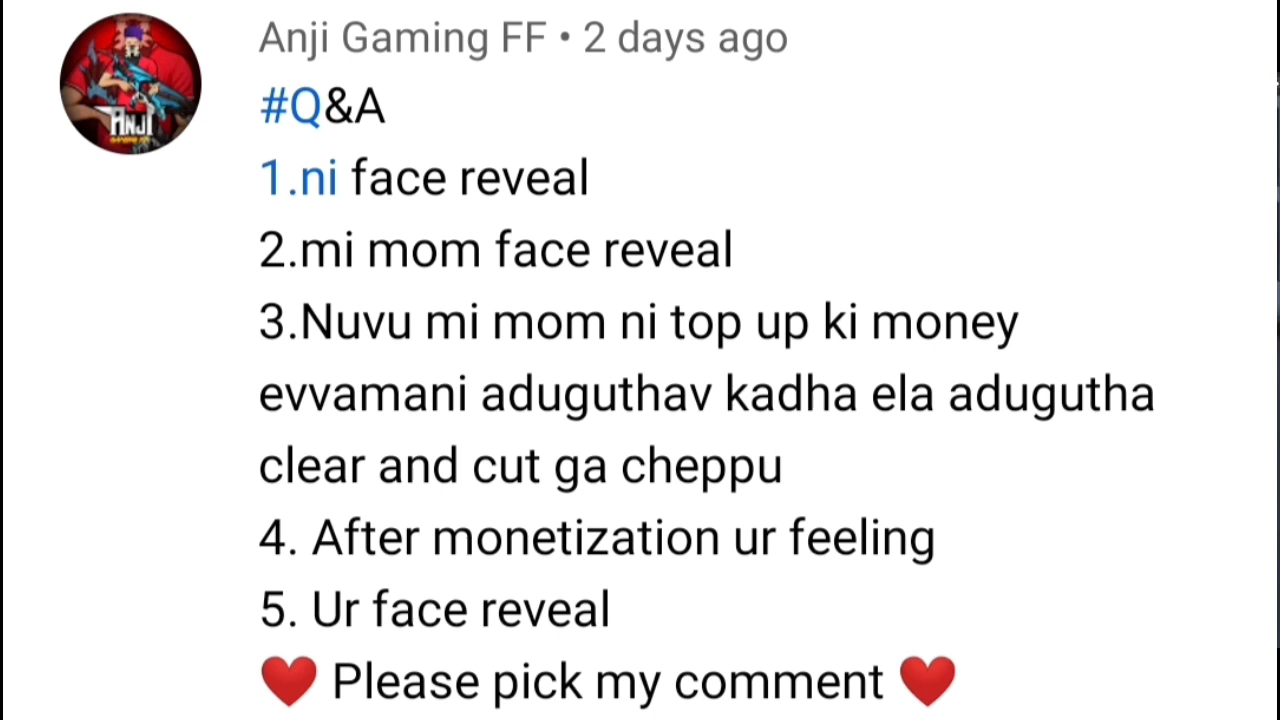 Anji Gaming FF • 2 days ago
#Q&A
1.ni face reveal
2.mi mom face reveal
3.Nuvu mi mom ni top up ki money
evvamani aduguthav kadha ela adugutha
clear and cut ga cheppu
4. After monetization ur feeling
5. Ur face reveal
❤️ Please pick my comment ❤️
ANJI